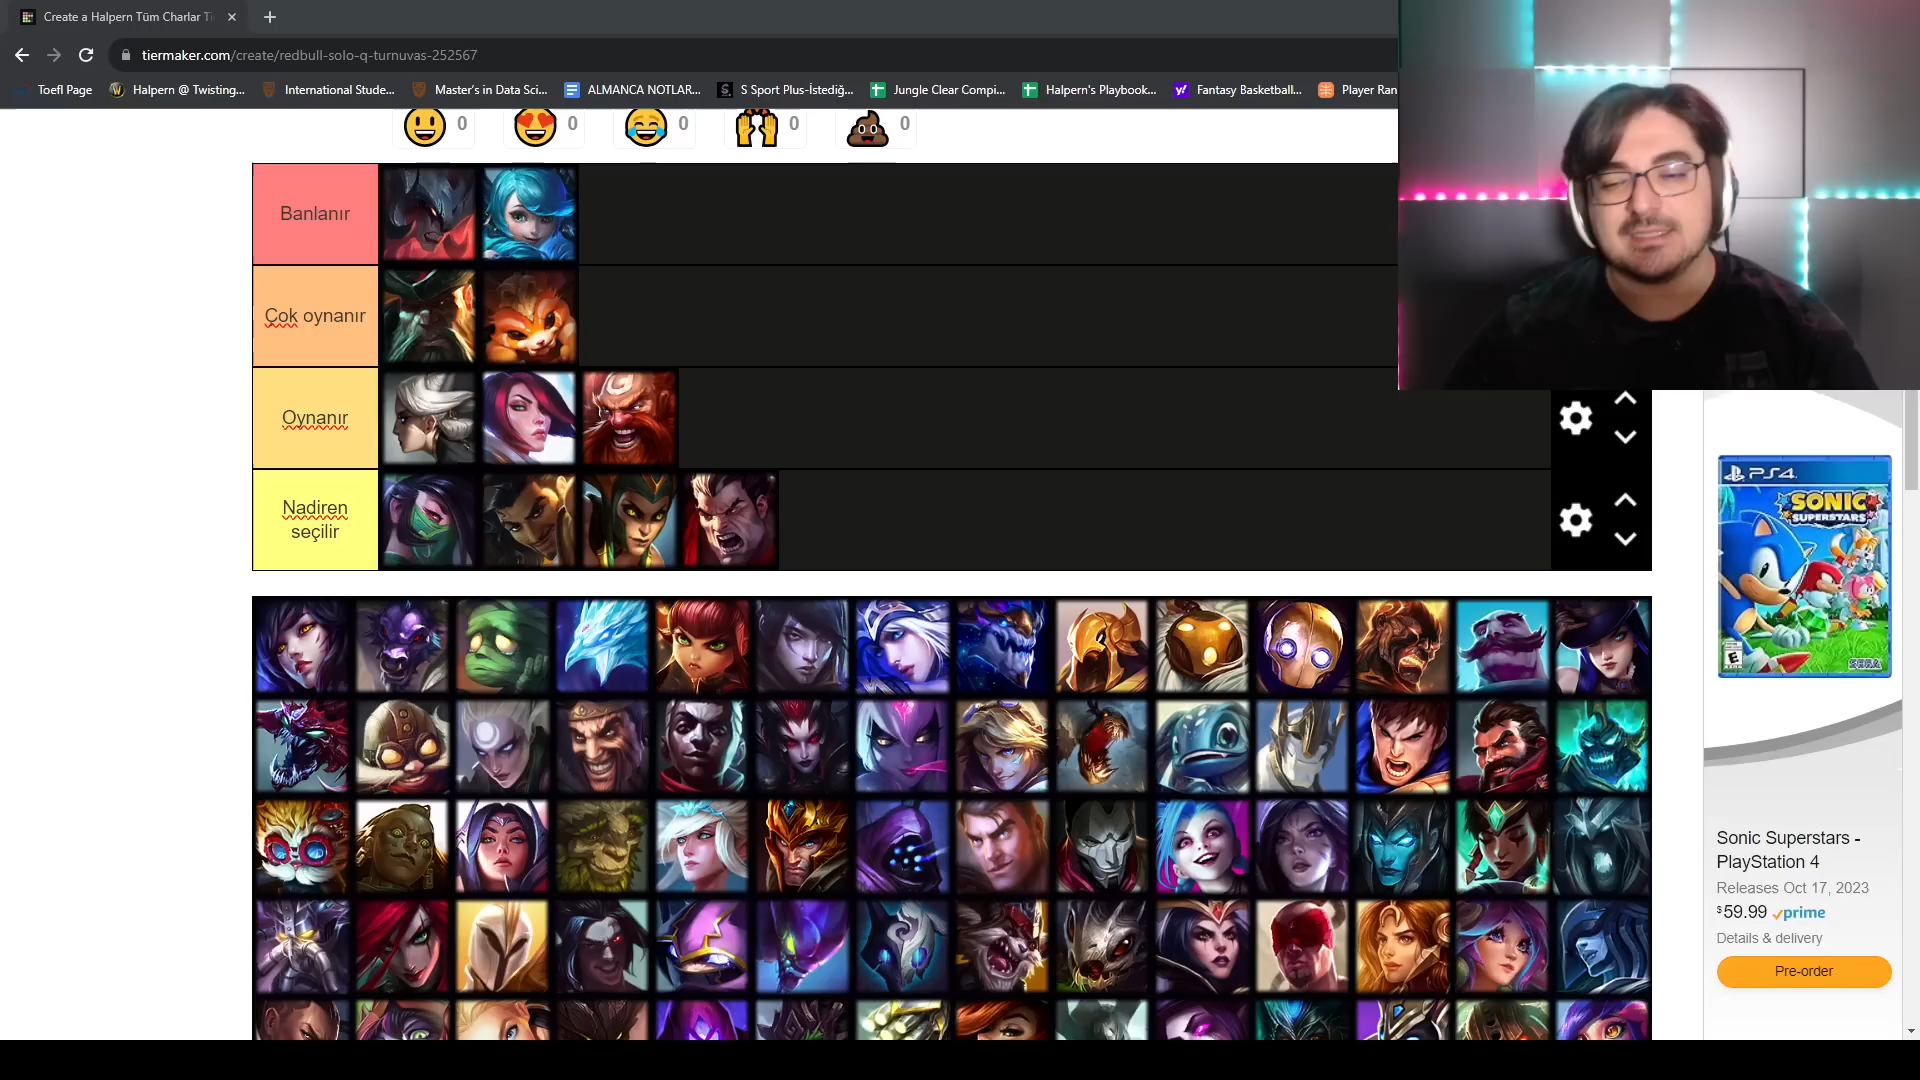 Create a Halpern Tüm Charlar Ti
tiermaker.com/create/redbull-solo-q-turnuvas-252567
Toefl Page
Halpern @ Twisting...
International Stude...
Master's in Data Sci...
ALMANCA NOTLAR...
S Sport Plus-İstediğ...
Jungle Clear Compi...
Halpern's Playbook...
Fantasy Basketball...
Player Ran
0
0
0
0
0
Banlanır
Çok oynanır
Oynanır
Nadiren
seçilir
PS4
SONIC
SUPERSTARS
E
SEGA
Sonic Superstars -
PlayStation 4
Releases Oct 17, 2023
$59.99 prime
Details & delivery
Pre-order